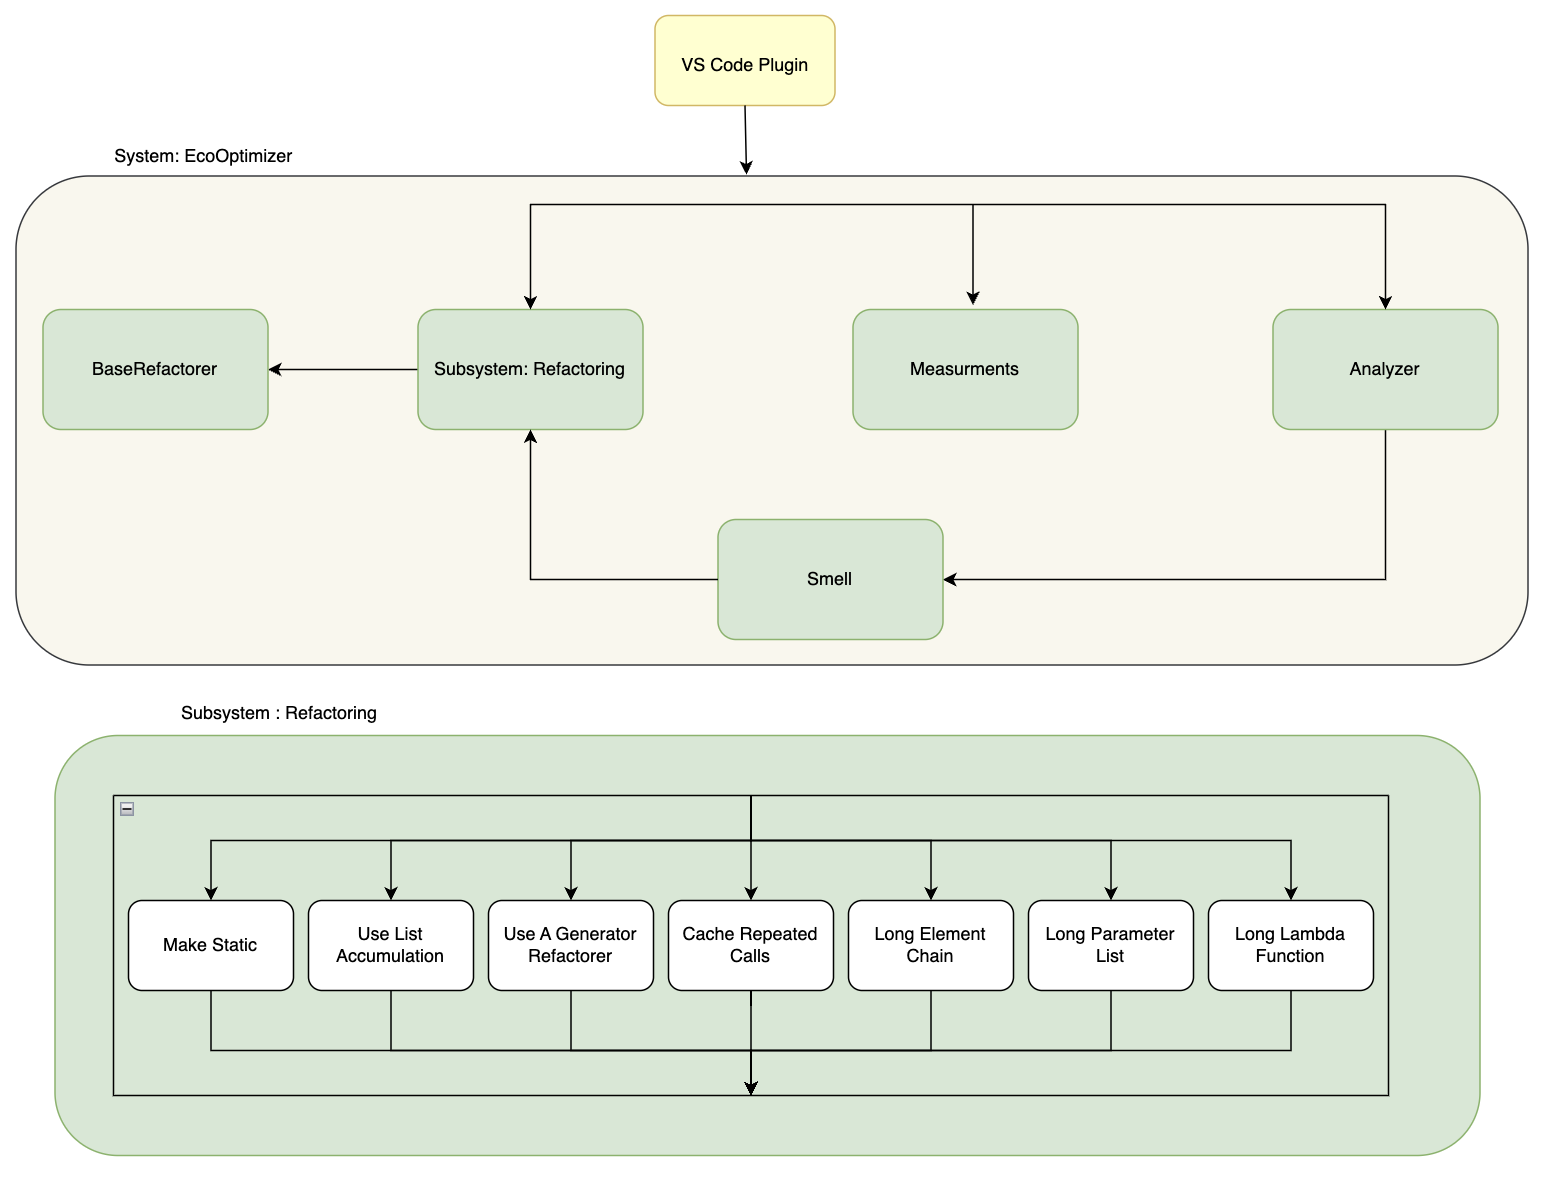 VS Code Plugin
System: EcoOptimizer
BaseRefactorer
Subsystem: Refactoring
Measurments
Analyzer
Smell
Subsystem : Refactoring
Make Static
Use List
Accumulation
Use A Generator
Refactorer
Cache Repeated
Calls
Long Element
Chain
Long Parameter
List
Long Lambda
Function